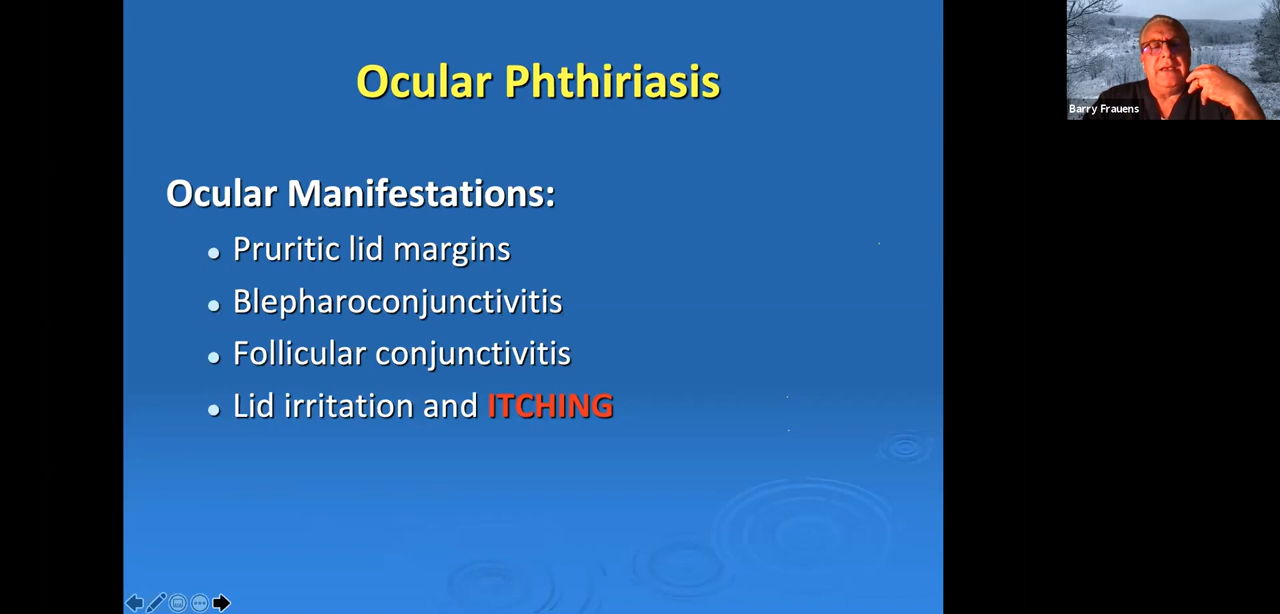 Ocular Phthiriasis
Ocular Manifestations:
Pruritic lid margins
Blepharoconjunctivitis
Follicular conjunctivitis
Lid irritation and ITCHING
Barry Frauens